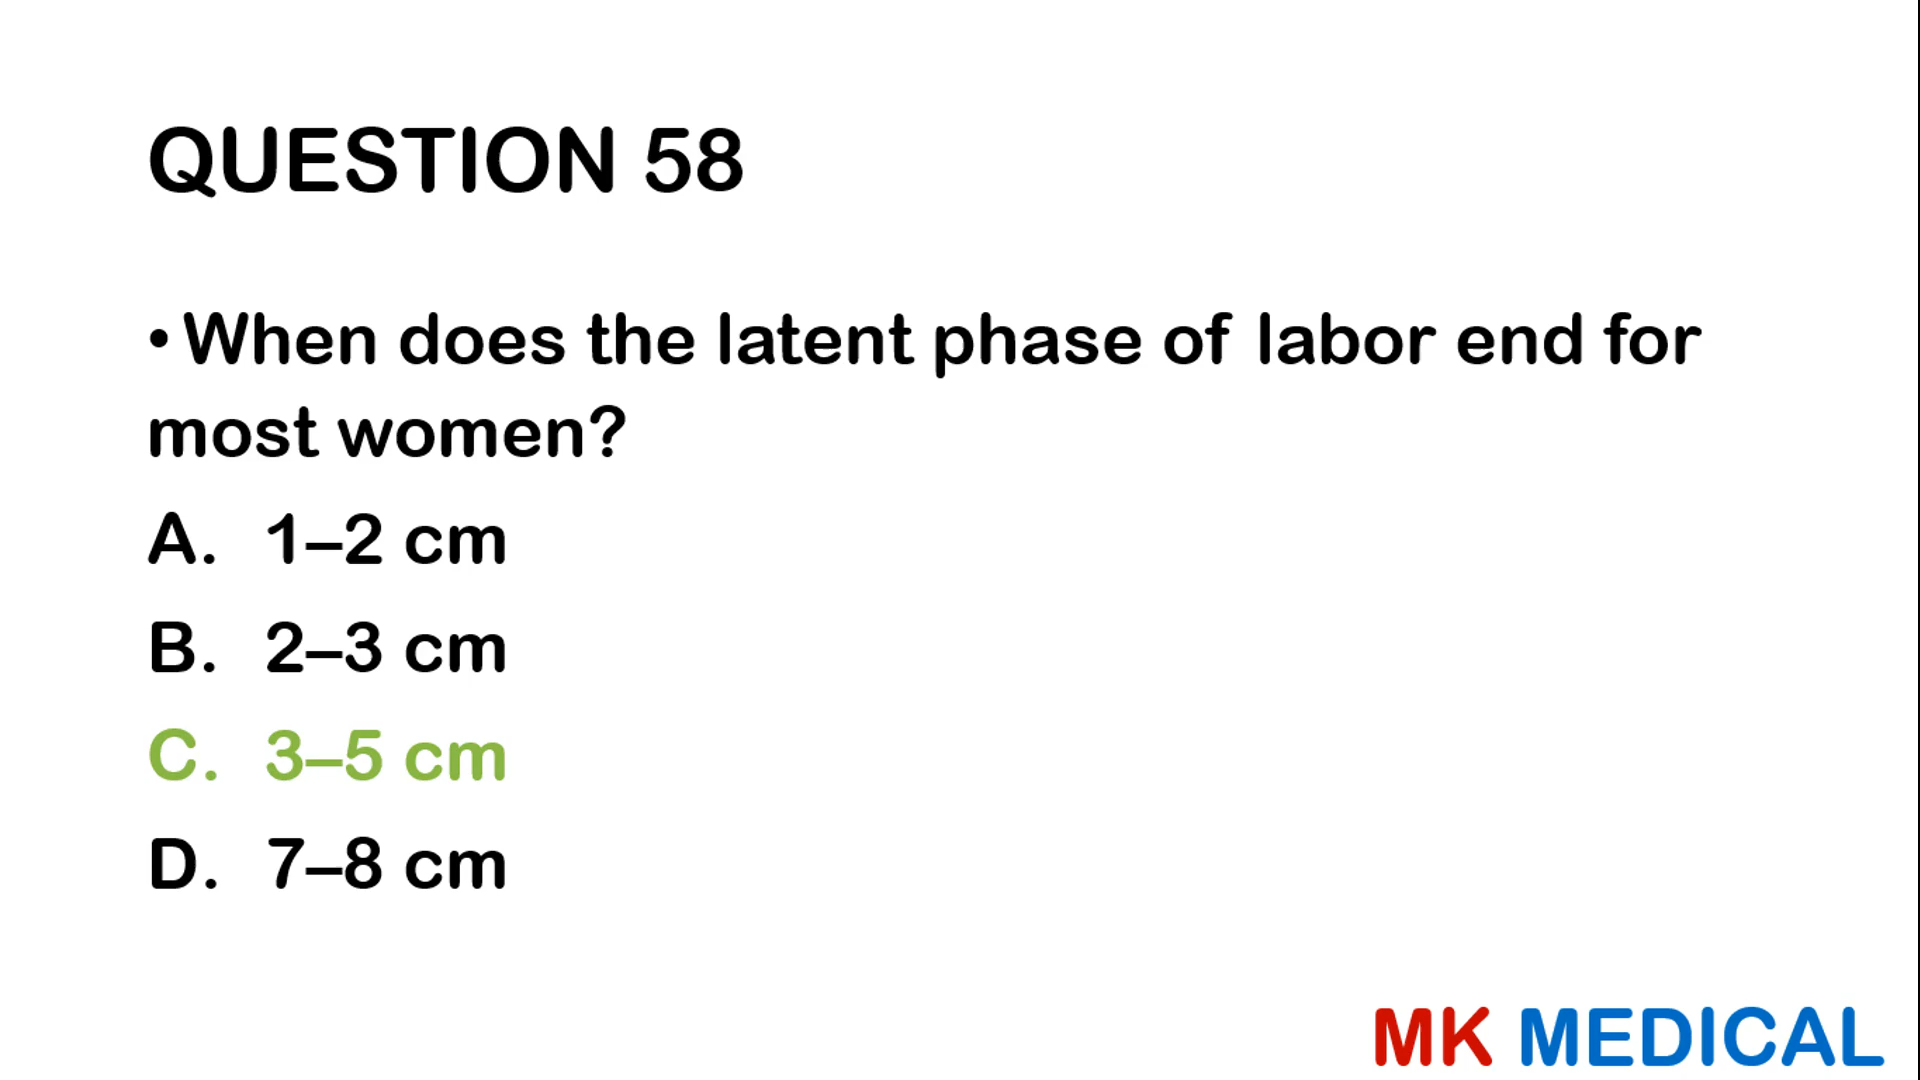 QUESTION 58
• When does the latent phase of labor end for
most women?
A. 1–2 cm
B. 2–3 cm
C. 3–5 cm
D. 7–8 cm
MK MEDICAL